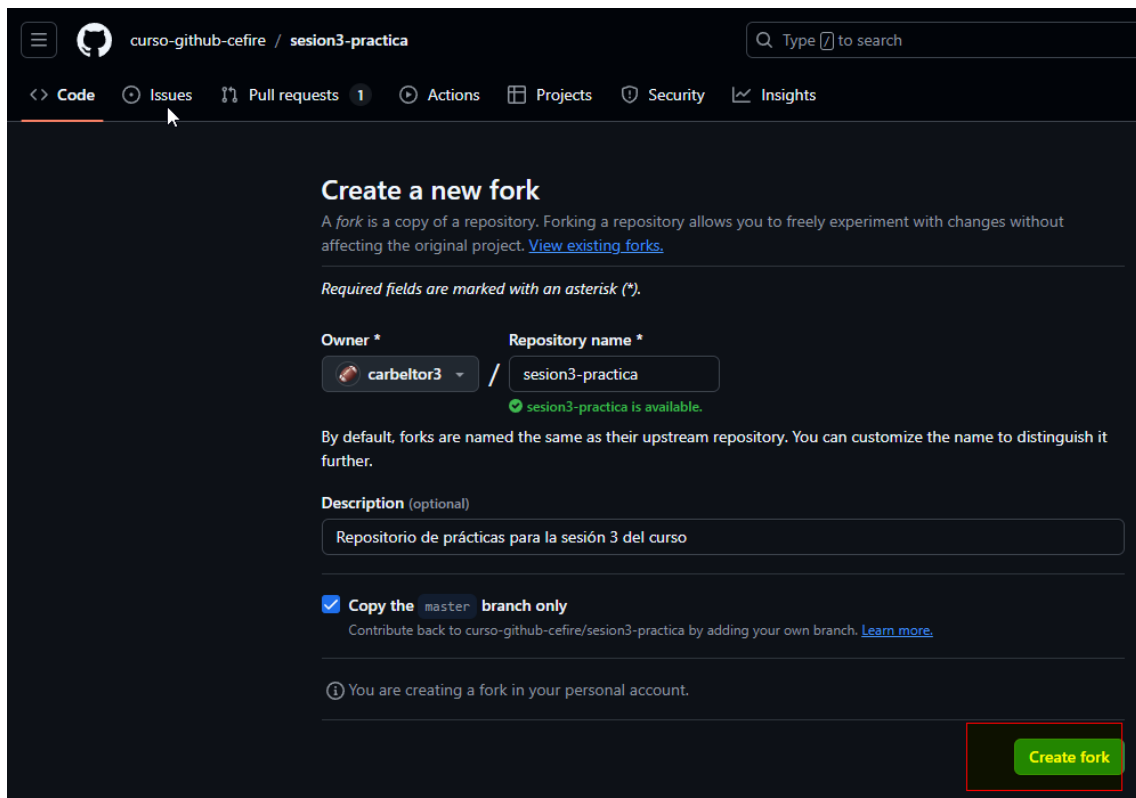 curso-github-cefire / sesion3-practica
Type / to search
<> Code Issues Pull requests 1 Actions Projects Security Insights
Create a new fork
A fork is a copy of a repository. Forking a repository allows you to freely experiment with changes without
affecting the original project. View existing forks.
Required fields are marked with an asterisk (*).
Owner * Repository name *
carbeltor3 / sesion3-practica
sesion3-practica is available.
By default, forks are named the same as their upstream repository. You can customize the name to distinguish it
further.
Description (optional)
Repositorio de prácticas para la sesión 3 del curso
Copy the master branch only
Contribute back to curso-github-cefire/sesion3-practica by adding your own branch. Learn more.
You are creating a fork in your personal account.
Create fork